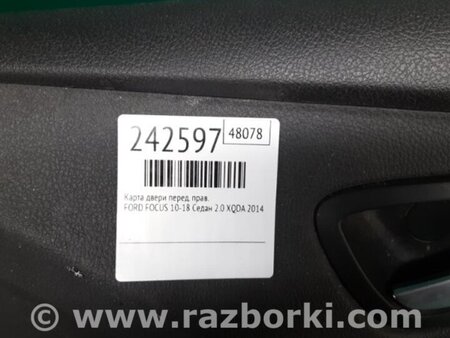 242597
48078
Карта двери перед. прав.
FORD FOCUS 10-18 Седан 2.0 XQDA 2014
© www.razborki.com